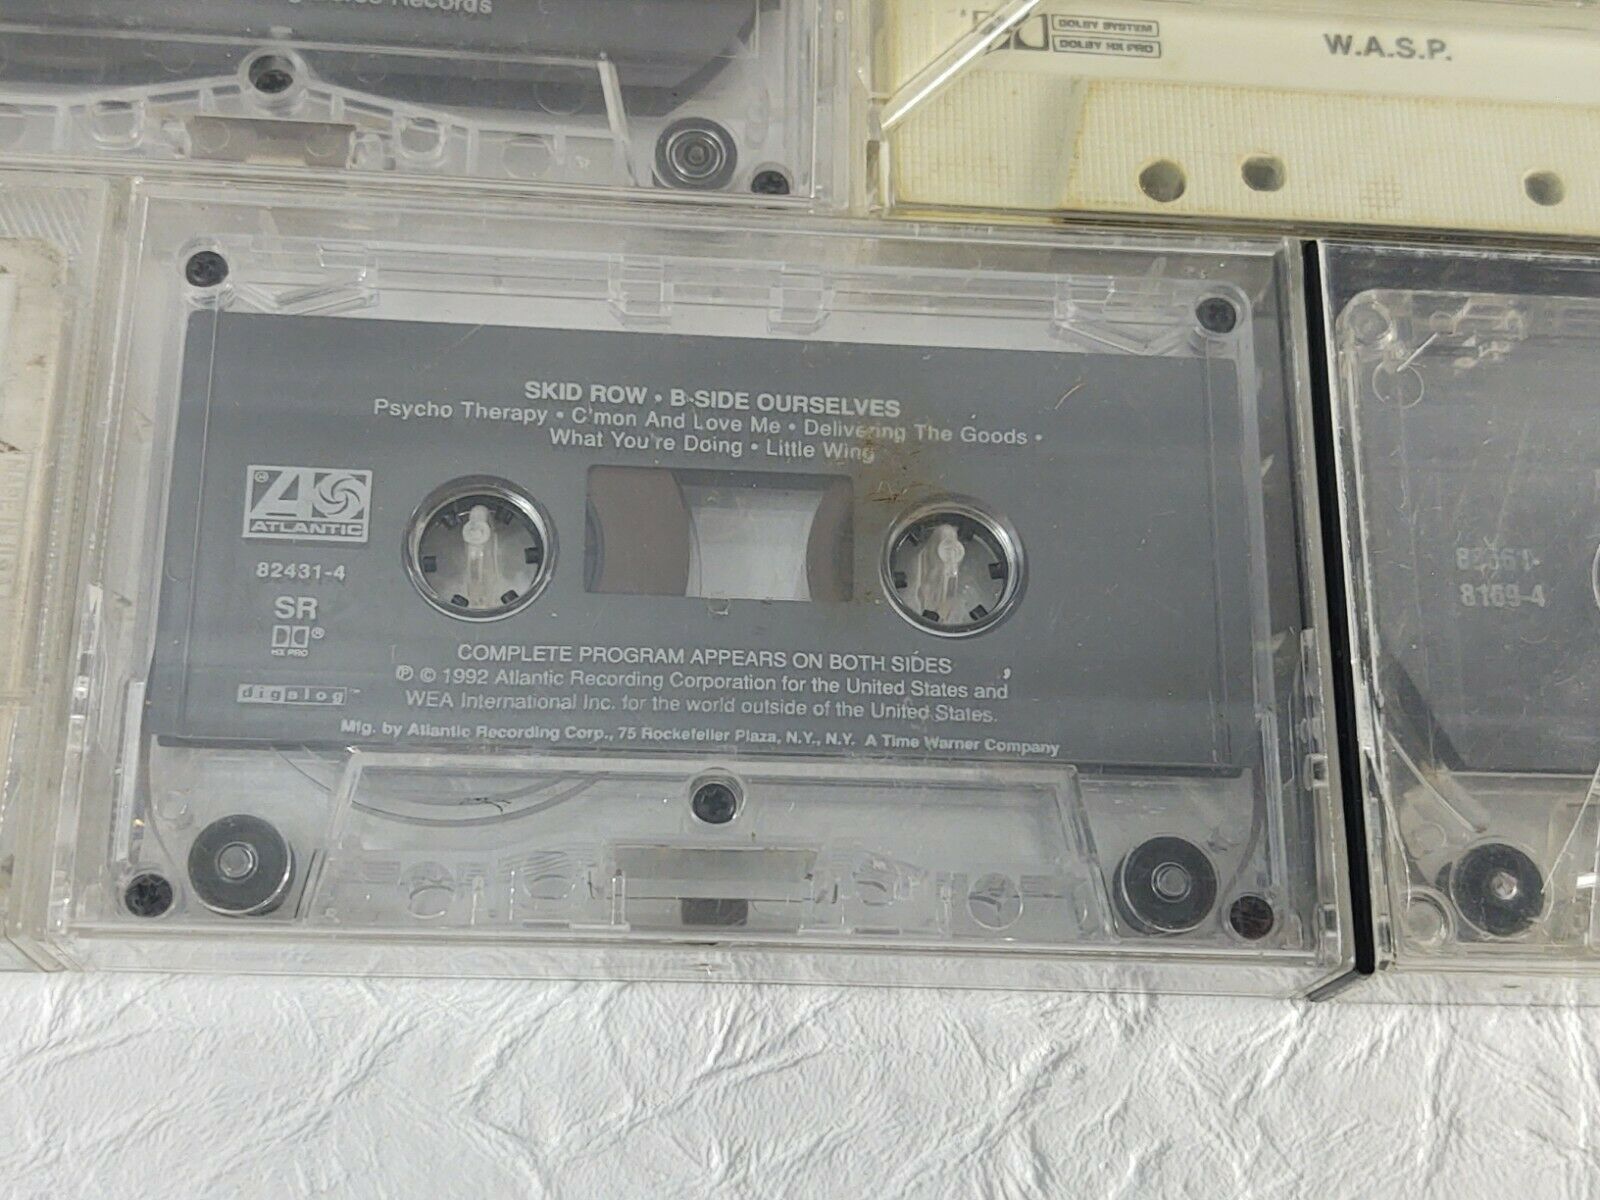 Records
DOLBY SYSTEM
DOLBY HX PRO
W.A.S.P.
SKID ROW • B-SIDE OURSELVES
Psycho Therapy • C'mon And Love Me • Delivering The Goods •
What You're Doing • Little Wing
ATLANTIC
82431-4
SR
HX PRO
digalog™
COMPLETE PROGRAM APPEARS ON BOTH SIDES
℗ © 1992 Atlantic Recording Corporation for the United States and
WEA International Inc. for the world outside of the United States.
Mfg. by Atlantic Recording Corp., 75 Rockefeller Plaza, N.Y., N.Y. A Time Warner Company
8169-4